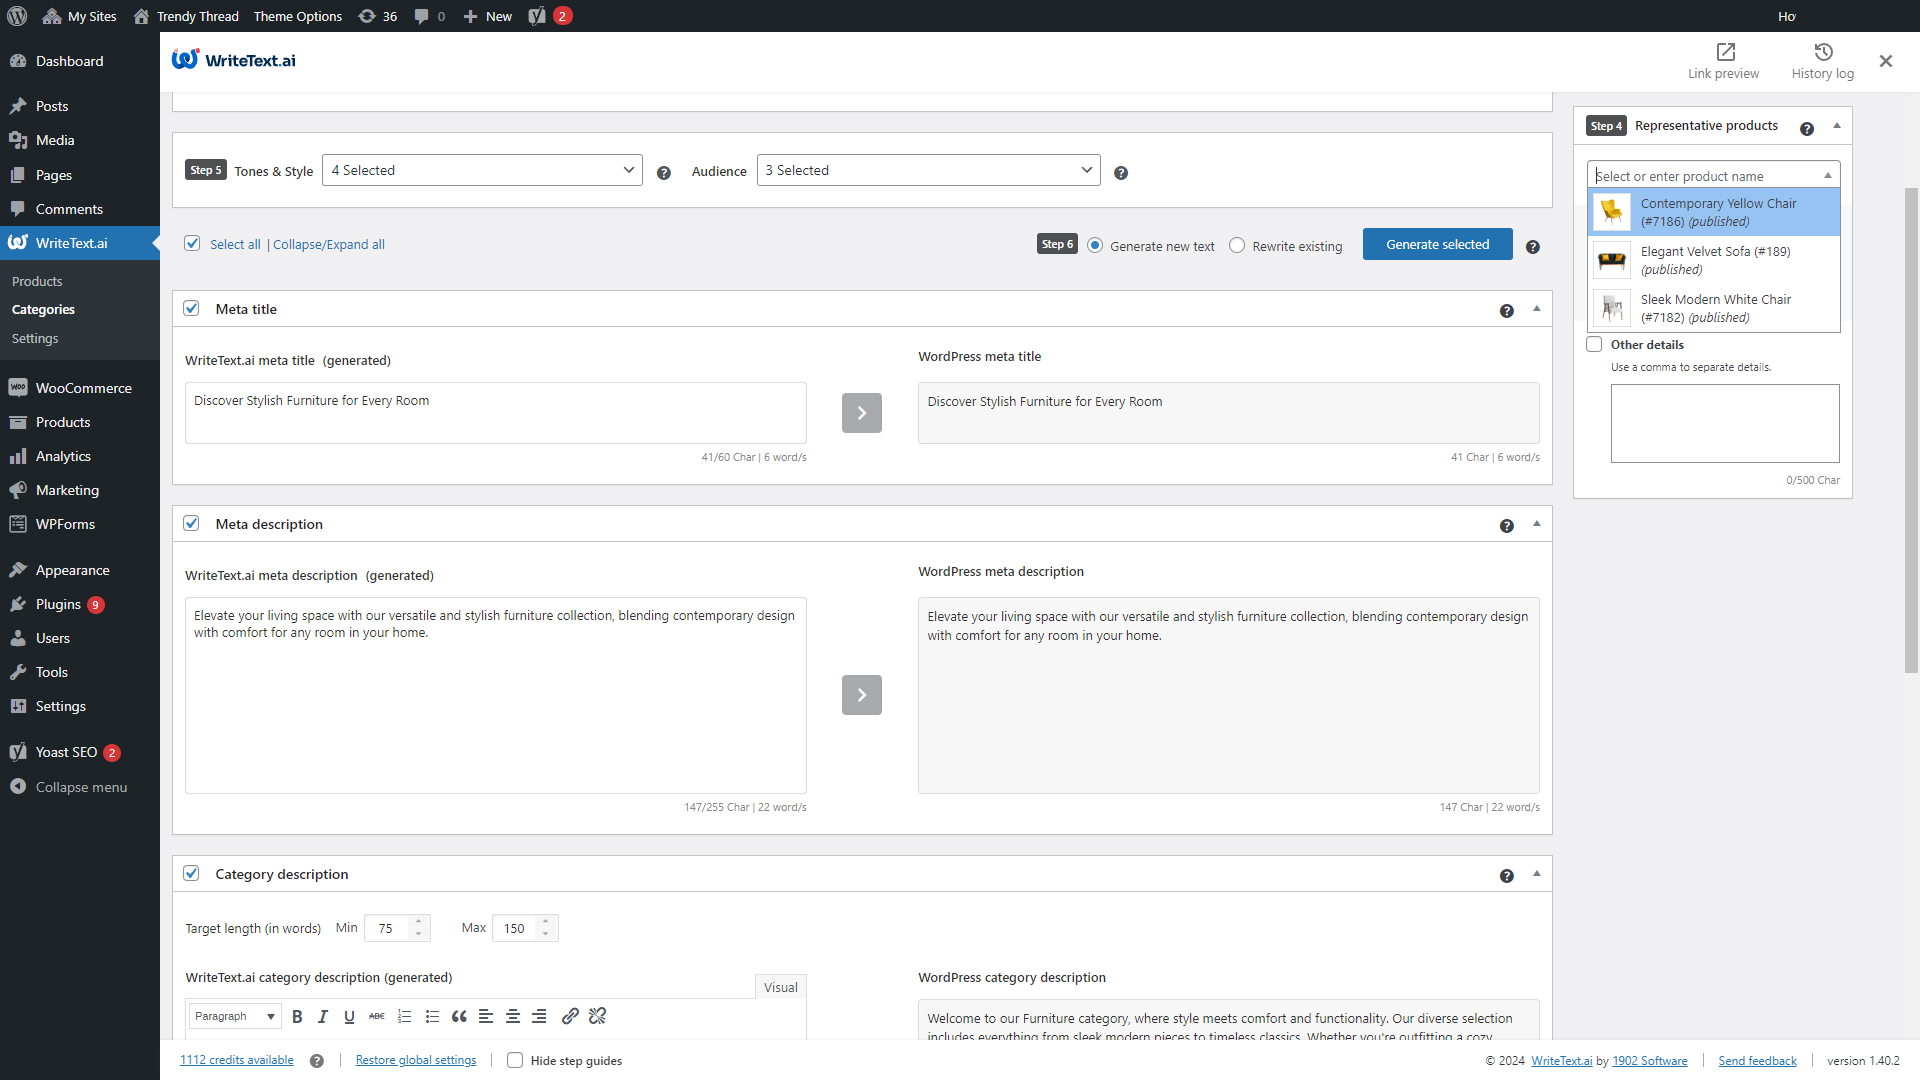 My Sites
Trendy Thread
Theme Options
36
0
New
2
Ho
Dashboard
Posts
Media
Pages
Comments
WriteText.ai
Products
Categories
Settings
WooCommerce
Products
Analytics
Marketing
WPForms
Appearance
Plugins 9
Users
Tools
Settings
Yoast SEO 2
Collapse menu
WriteText.ai
Link preview
History log
Step 5 Tones & Style 4 Selected Audience 3 Selected
Select all | Collapse/Expand all
Step 6 Generate new text Rewrite existing Generate selected
Meta title
WriteText.ai meta title (generated)
Discover Stylish Furniture for Every Room
41/60 Char | 6 word/s
WordPress meta title
Discover Stylish Furniture for Every Room
41 Char | 6 word/s
Meta description
WriteText.ai meta description (generated)
Elevate your living space with our versatile and stylish furniture collection, blending contemporary design
with comfort for any room in your home.
147/255 Char | 22 word/s
WordPress meta description
Elevate your living space with our versatile and stylish furniture collection, blending contemporary design
with comfort for any room in your home.
147 Char | 22 word/s
Category description
Target length (in words) Min 75 Max 150
WriteText.ai category description (generated)
Visual
Paragraph B I U ABC
WordPress category description
Welcome to our Furniture category, where style meets comfort and functionality. Our diverse selection
includes everything from sleek modern pieces to timeless classics. Whether you're outfitting a cozy
Step 4 Representative products
Select or enter product name
Contemporary Yellow Chair
(#7186) (published)
Elegant Velvet Sofa (#189)
(published)
Sleek Modern White Chair
(#7182) (published)
Other details
Use a comma to separate details.
0/500 Char
1112 credits available
Restore global settings
Hide step guides
© 2024 WriteText.ai by 1902 Software
Send feedback
version 1.40.2